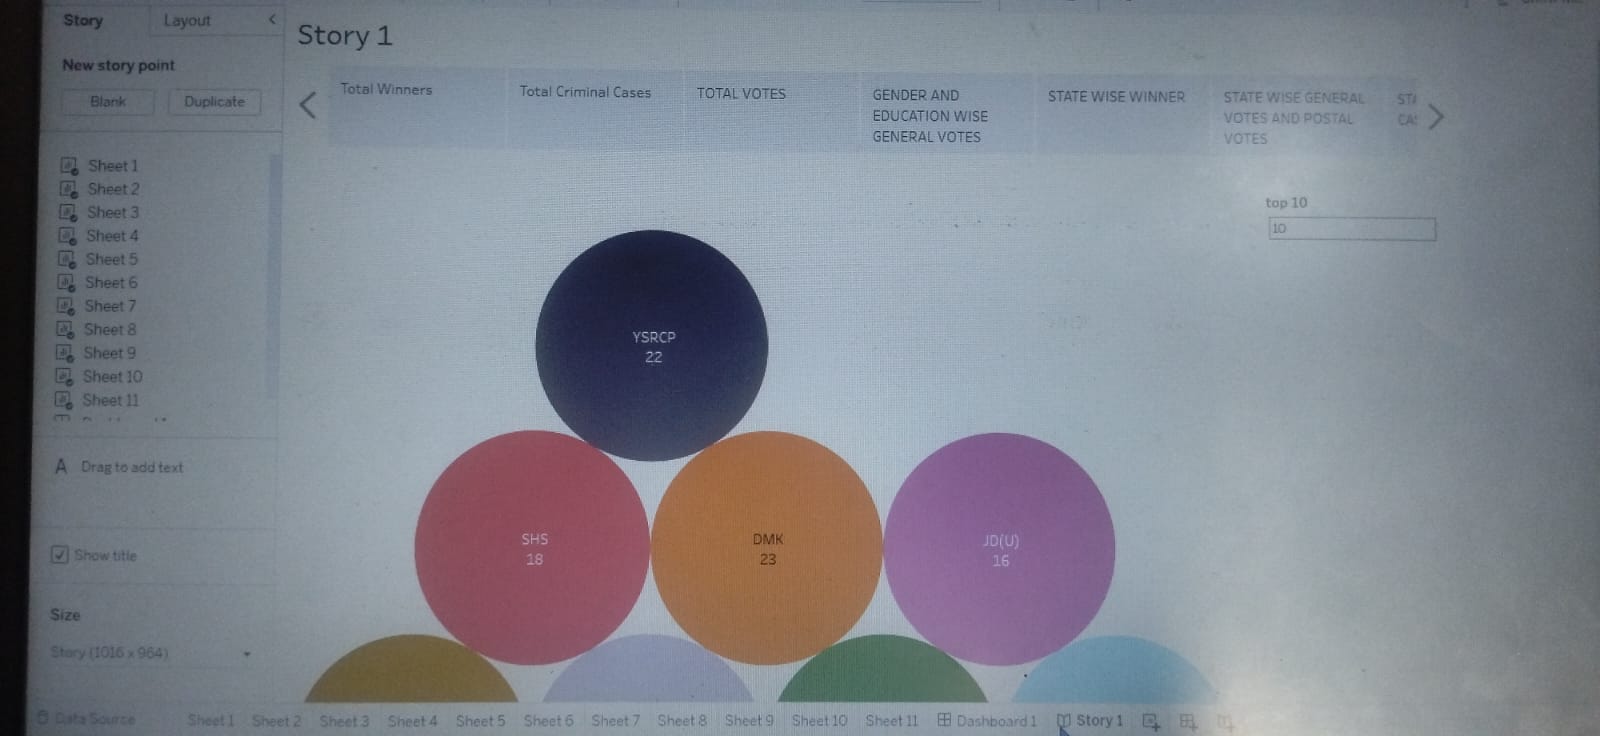 Story
Layout
New story point
Blank
Duplicate
Sheet 1
Sheet 2
Sheet 3
Sheet 4
Sheet 5
Sheet 6
Sheet 7
Sheet 8
Sheet 9
Sheet 10
Sheet 11
A Drag to add text
Show title
Size
Story (1016 x 964)
Story 1
Total Winners
Total Criminal Cases
TOTAL VOTES
GENDER AND
EDUCATION WISE
GENERAL VOTES
STATE WISE WINNER
STATE WISE GENERAL
VOTES AND POSTAL
VOTES
top 10
10
YSRCP
22
SHS
18
DMK
23
JD(U)
16
Data Source Sheet 1 Sheet 2 Sheet 3 Sheet 4 Sheet 5 Sheet 6 Sheet 7 Sheet 8 Sheet 9 Sheet 10 Sheet 11 Dashboard 1 Story 1